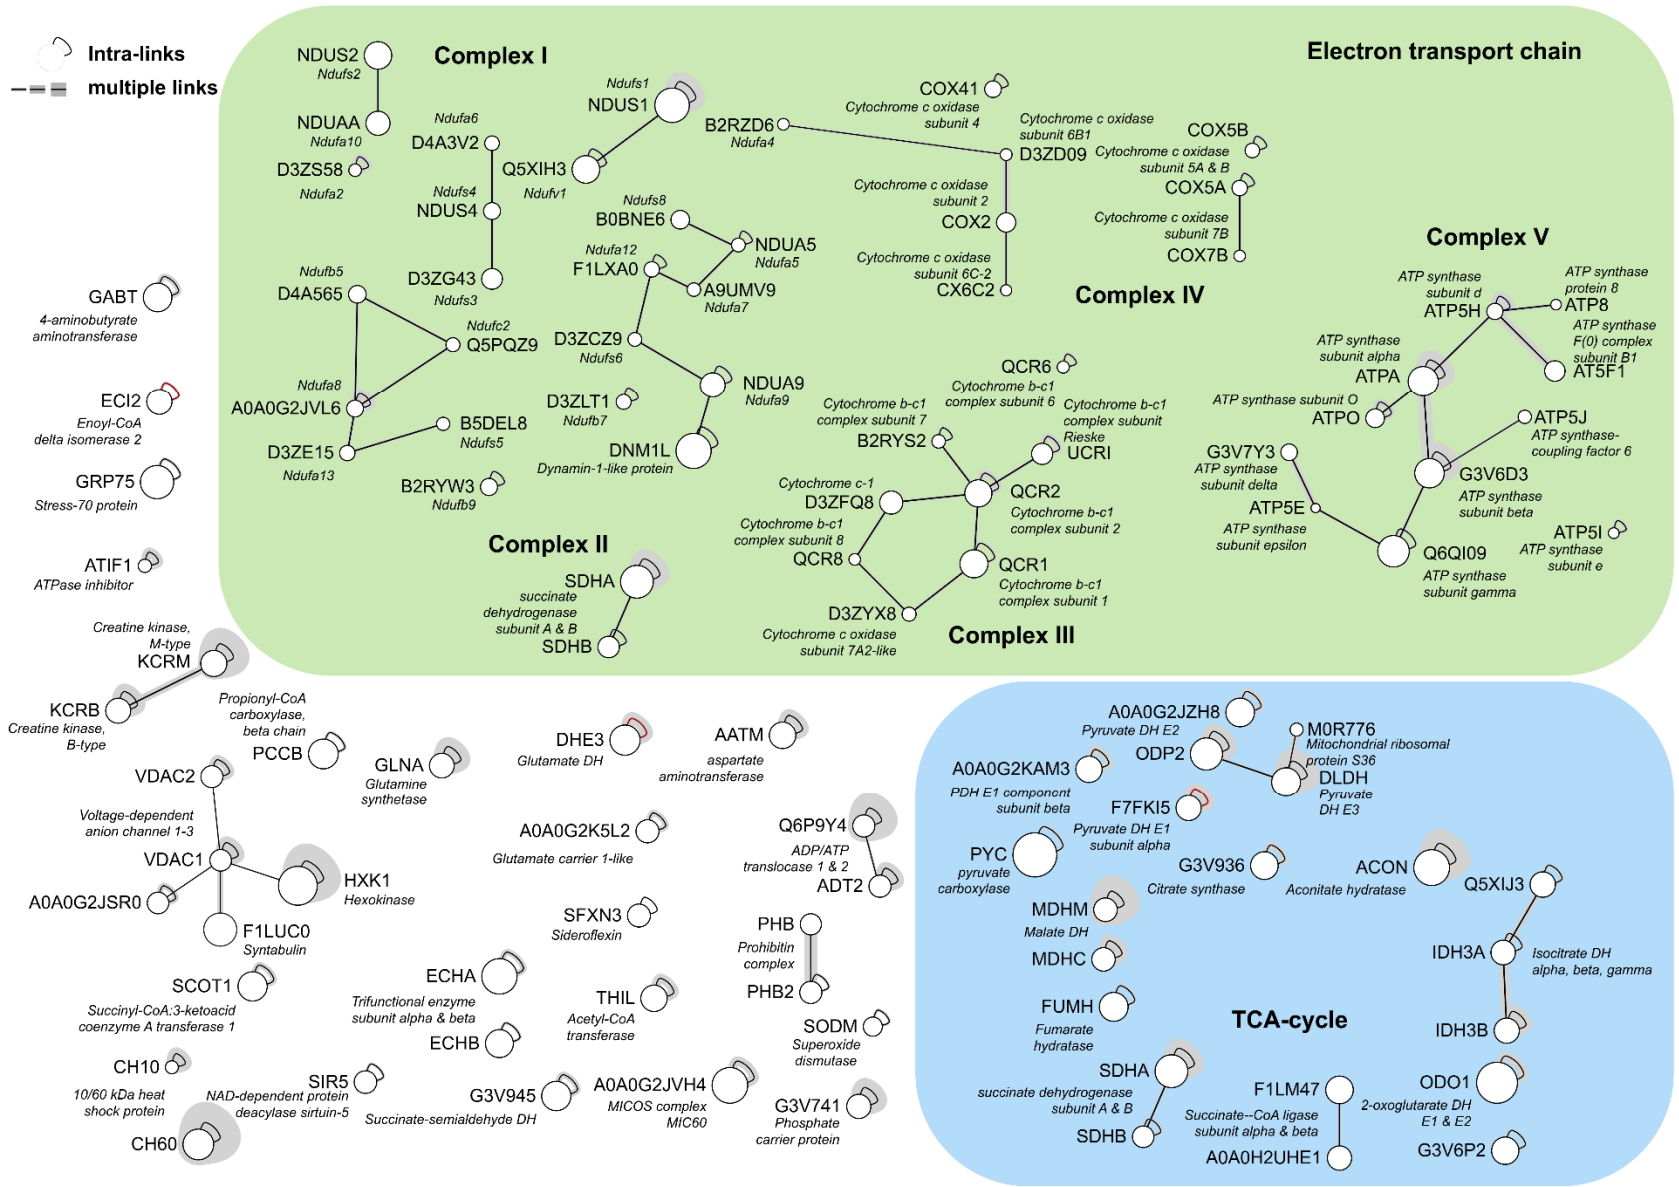 Intra-links
multiple links
Electron transport chain
Complex I
NDUS2
Ndufs2
NDUAA
Ndufa10
D3ZS58
Ndufa2
Ndufa6
D4A3V2
Ndufs4
NDUS4
D3ZG43
Ndufs3
Ndufs1
NDUS1
Q5XIH3
Ndufv1
Ndufs8
B0BNE6
NDUA5
Ndufa5
Ndufa12
F1LXA0
A9UMV9
Ndufa7
D3ZCZ9
Ndufs6
NDUA9
Ndufa9
D3ZLT1
Ndufb7
DNM1L
Dynamin-1-like protein
Ndufb5
D4A565
Ndufc2
Q5PQZ9
Ndufa8
A0A0G2JVL6
B5DEL8
Ndufs5
D3ZE15
Ndufa13
B2RYW3
Ndufb9
B2RZD6
Ndufa4
COX41
Cytochrome c oxidase
subunit 4
Cytochrome c oxidase
subunit 6B1
D3ZD09
Cytochrome c oxidase
subunit 2
COX2
Cytochrome c oxidase
subunit 6C-2
CX6C2
COX5B
Cytochrome c oxidase
subunit 5A & B
COX5A
Cytochrome c oxidase
subunit 7B
COX7B
Complex IV
Complex V
ATP synthase
subunit d
ATP5H
ATP synthase
protein 8
ATP8
ATP synthase
F(0) complex
subunit B1
AT5F1
ATP synthase
subunit alpha
ATPA
ATP synthase subunit O
ATPO
ATP5J
ATP synthase-
coupling factor 6
G3V7Y3
ATP synthase
subunit delta
G3V6D3
ATP synthase
subunit beta
ATP5E
ATP synthase
subunit epsilon
Q6QI09
ATP synthase
subunit gamma
ATP5I
ATP synthase
subunit e
QCR6
Cytochrome b-c1
complex subunit 6
Cytochrome b-c1
complex subunit 7
B2RYS2
Cytochrome b-c1
complex subunit
Rieske
UCRI
Cytochrome c-1
D3ZFQ8
QCR2
Cytochrome b-c1
complex subunit 2
Cytochrome b-c1
complex subunit 8
QCR8
QCR1
Cytochrome b-c1
complex subunit 1
D3ZYX8
Cytochrome c oxidase
subunit 7A2-like
Complex III
Complex II
SDHA
succinate
dehydrogenase
subunit A & B
SDHB
GABT
4-aminobutyrate
aminotransferase
ECI2
Enoyl-CoA
delta isomerase 2
GRP75
Stress-70 protein
ATIF1
ATPase inhibitor
Creatine kinase,
M-type
KCRM
KCRB
Creatine kinase,
B-type
Propionyl-CoA
carboxylase,
beta chain
PCCB
GLNA
Glutamine
synthetase
DHE3
Glutamate DH
AATM
aspartate
aminotransferase
VDAC2
Voltage-dependent
anion channel 1-3
VDAC1
A0A0G2JSR0
HXK1
Hexokinase
F1LUC0
Syntabulin
A0A0G2K5L2
Glutamate carrier 1-like
Q6P9Y4
ADP/ATP
translocase 1 & 2
ADT2
SFXN3
Sideroflexin
PHB
Prohibitin
complex
PHB2
SCOT1
Succinyl-CoA:3-ketoacid
coenzyme A transferase 1
ECHA
Trifunctional enzyme
subunit alpha & beta
ECHB
THIL
Acetyl-CoA
transferase
SODM
Superoxide
dismutase
CH10
10/60 kDa heat
shock protein
CH60
SIR5
NAD-dependent protein
deacylase sirtuin-5
G3V945
Succinate-semialdehyde DH
A0A0G2JVH4
MICOS complex
MIC60
G3V741
Phosphate
carrier protein
A0A0G2JZH8
Pyruvate DH E2
ODP2
M0R776
Mitochondrial ribosomal
protein S36
DLDH
Pyruvate
DH E3
A0A0G2KAM3
PDH E1 component
subunit beta
F7FKI5
Pyruvate DH E1
subunit alpha
PYC
pyruvate
carboxylase
G3V936
Citrate synthase
ACON
Aconitate hydratase
Q5XIJ3
IDH3A
Isocitrate DH
alpha, beta, gamma
IDH3B
MDHM
Malate DH
MDHC
FUMH
Fumarate
hydratase
TCA-cycle
SDHA
succinate dehydrogenase
subunit A & B
SDHB
F1LM47
Succinate--CoA ligase
subunit alpha & beta
A0A0H2UHE1
ODO1
2-oxoglutarate DH
E1 & E2
G3V6P2